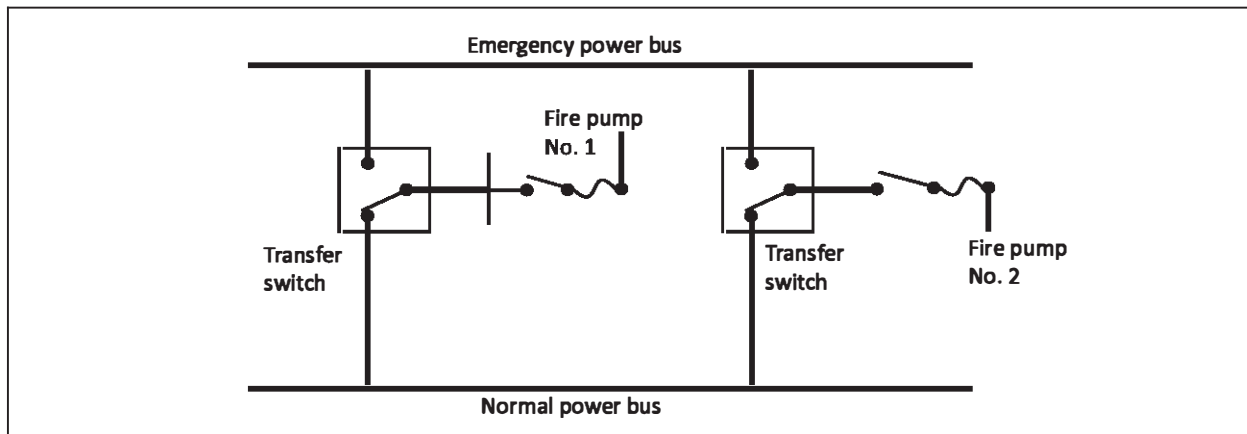 Emergency power bus
Fire pump
No. 1
Transfer
switch
Transfer
switch
Fire pump
No. 2
Normal power bus